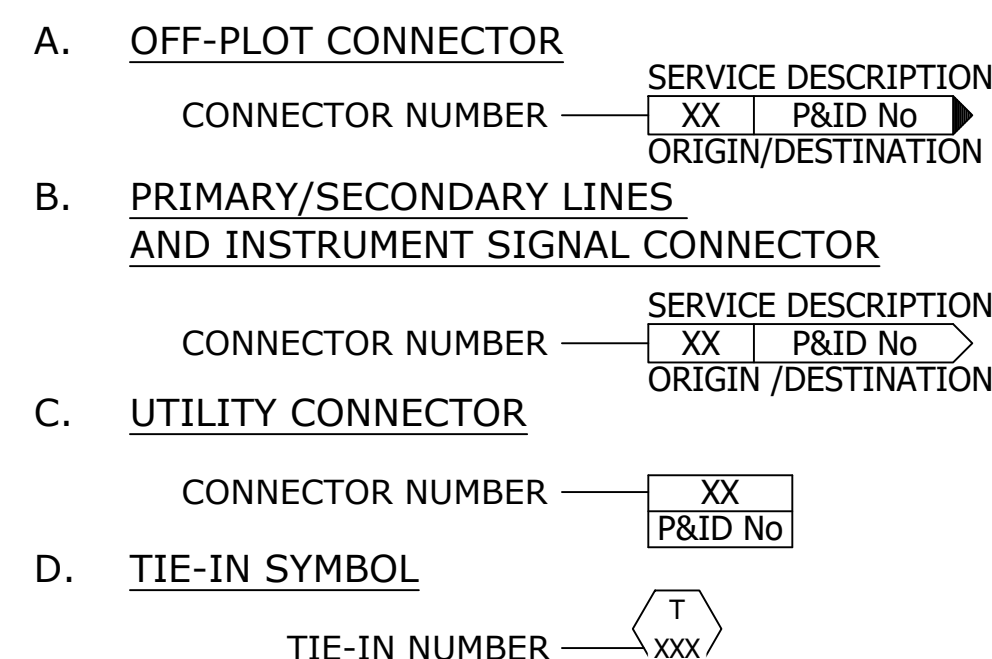 A. OFF-PLOT CONNECTOR
SERVICE DESCRIPTION
CONNECTOR NUMBER XX P&ID No
ORIGIN/DESTINATION
B. PRIMARY/SECONDARY LINES
AND INSTRUMENT SIGNAL CONNECTOR
SERVICE DESCRIPTION
CONNECTOR NUMBER XX P&ID No
ORIGIN /DESTINATION
C. UTILITY CONNECTOR
CONNECTOR NUMBER XX
P&ID No
D. TIE-IN SYMBOL
T
TIE-IN NUMBER XXX